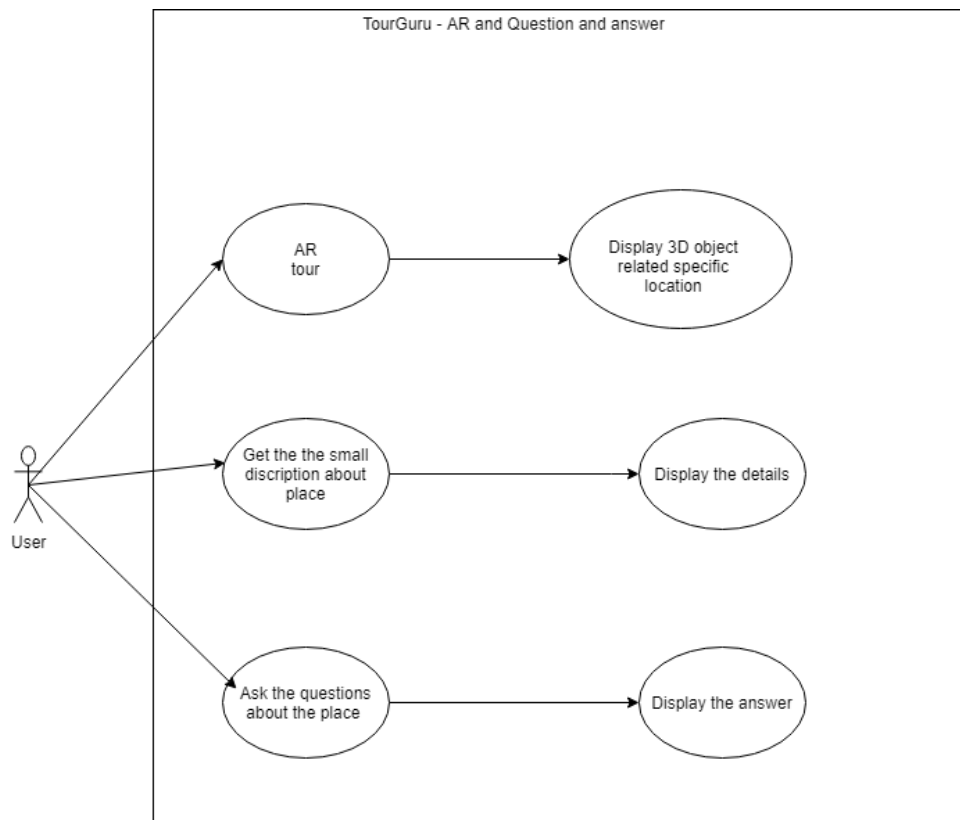 TourGuru - AR and Question and answer
AR
tour
Display 3D object
related specific
location
Get the the small
discription about
place
Display the details
User
Ask the questions
about the place
Display the answer